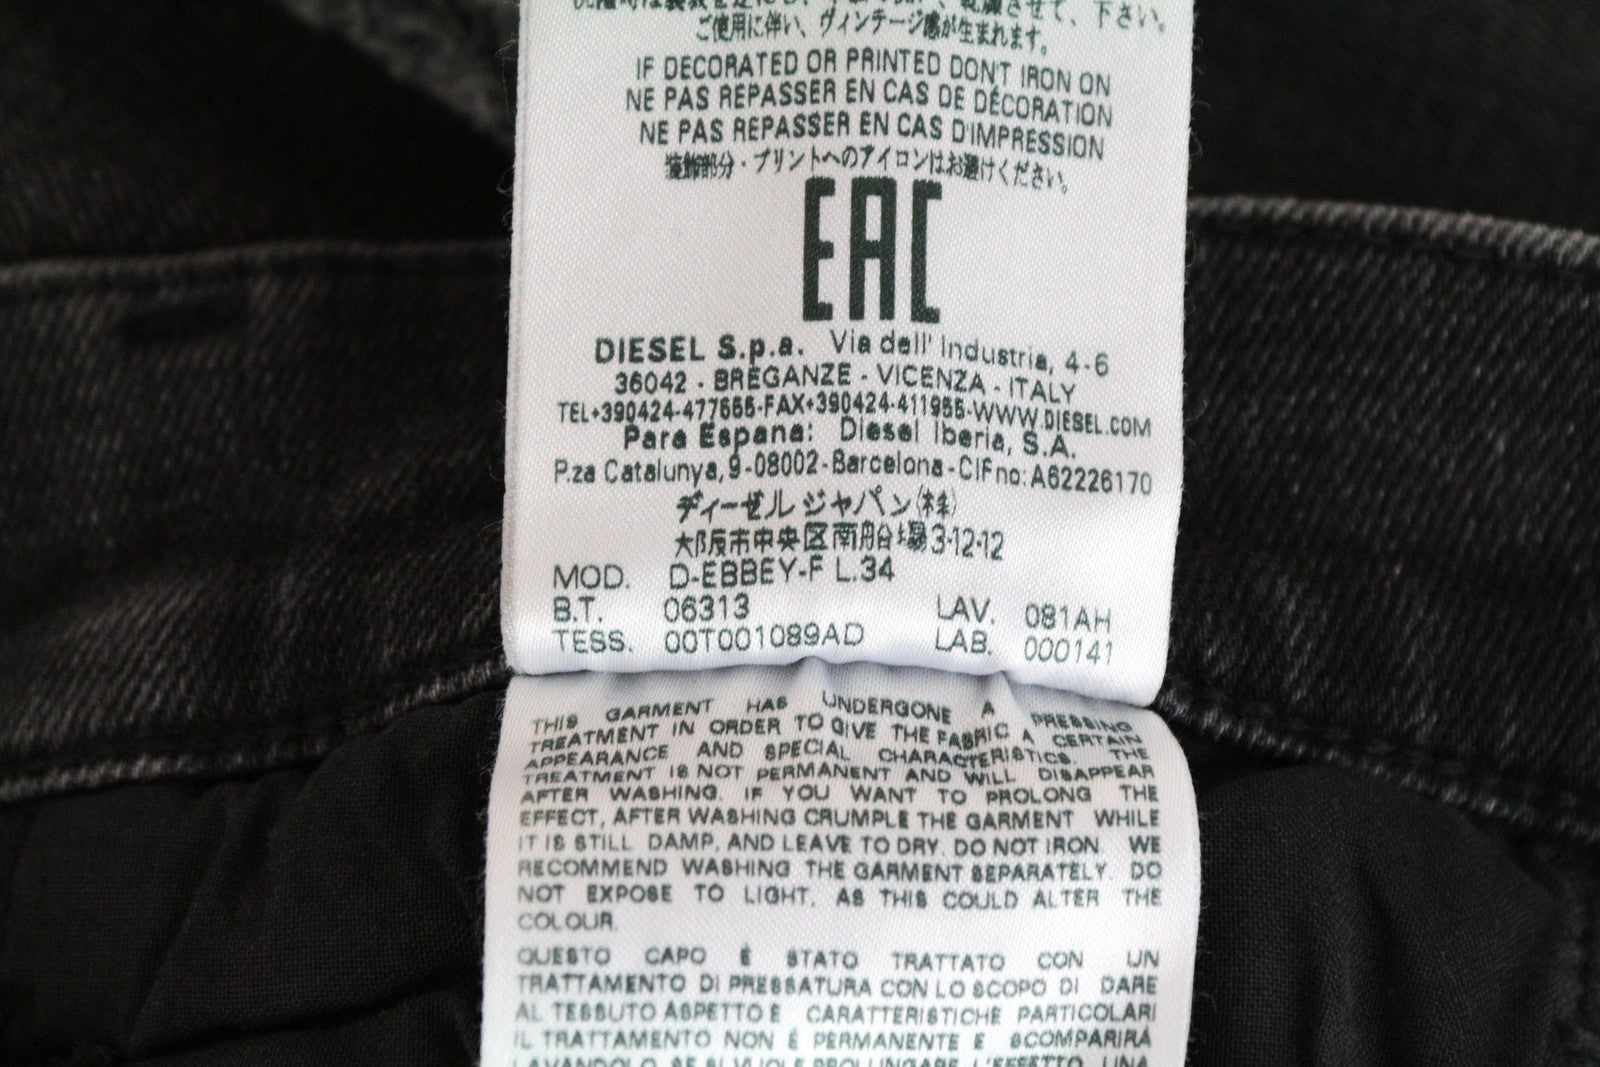 ご使用に伴い、ヴィンテージ感が生まれます。
IF DECORATED OR PRINTED DON'T IRON ON
NE PAS REPASSER EN CAS DE DÉCORATION
NE PAS REPASSER EN CAS D'IMPRESSION
装飾部分・プリントへのアイロンはお避けください。
EAC
DIESEL S.p.a. Via dell' Industria, 4-6
36042 - BREGANZE - VICENZA - ITALY
TEL+390424-477555-FAX+390424-411955-WWW.DIESEL.COM
Para Espana: Diesel Iberia, S.A.
P.za Catalunya, 9-08002-Barcelona-CIF no: A62226170
ディーゼル ジャパン(株)
大阪市中央区南船場3-12-12
MOD. D-EBBEY-F L.34
B.T. 06313 LAV. 081AH
TESS. 00T001089AD LAB. 000141
THIS GARMENT HAS UNDERGONE A PRESSING
TREATMENT IN ORDER TO GIVE THE FABRIC A CERTAIN
APPEARANCE AND SPECIAL CHARACTERISTICS. THE
TREATMENT IS NOT PERMANENT AND WILL DISAPPEAR
AFTER WASHING. IF YOU WANT TO PROLONG THE
EFFECT, AFTER WASHING CRUMPLE THE GARMENT WHILE
IT IS STILL DAMP, AND LEAVE TO DRY. DO NOT IRON. WE
RECOMMEND WASHING THE GARMENT SEPARATELY. DO
NOT EXPOSE TO LIGHT, AS THIS COULD ALTER THE
COLOUR.
QUESTO CAPO È STATO TRATTATO CON UN
TRATTAMENTO DI PRESSATURA CON LO SCOPO DI DARE
AL TESSUTO ASPETTO E CARATTERISTICHE PARTICOLARI
IL TRATTAMENTO NON È PERMANENTE E SCOMPARIRÀ
LAVANDOLO. SE SI VUOLE PROLUNGARE L'EFFETTO, UNA